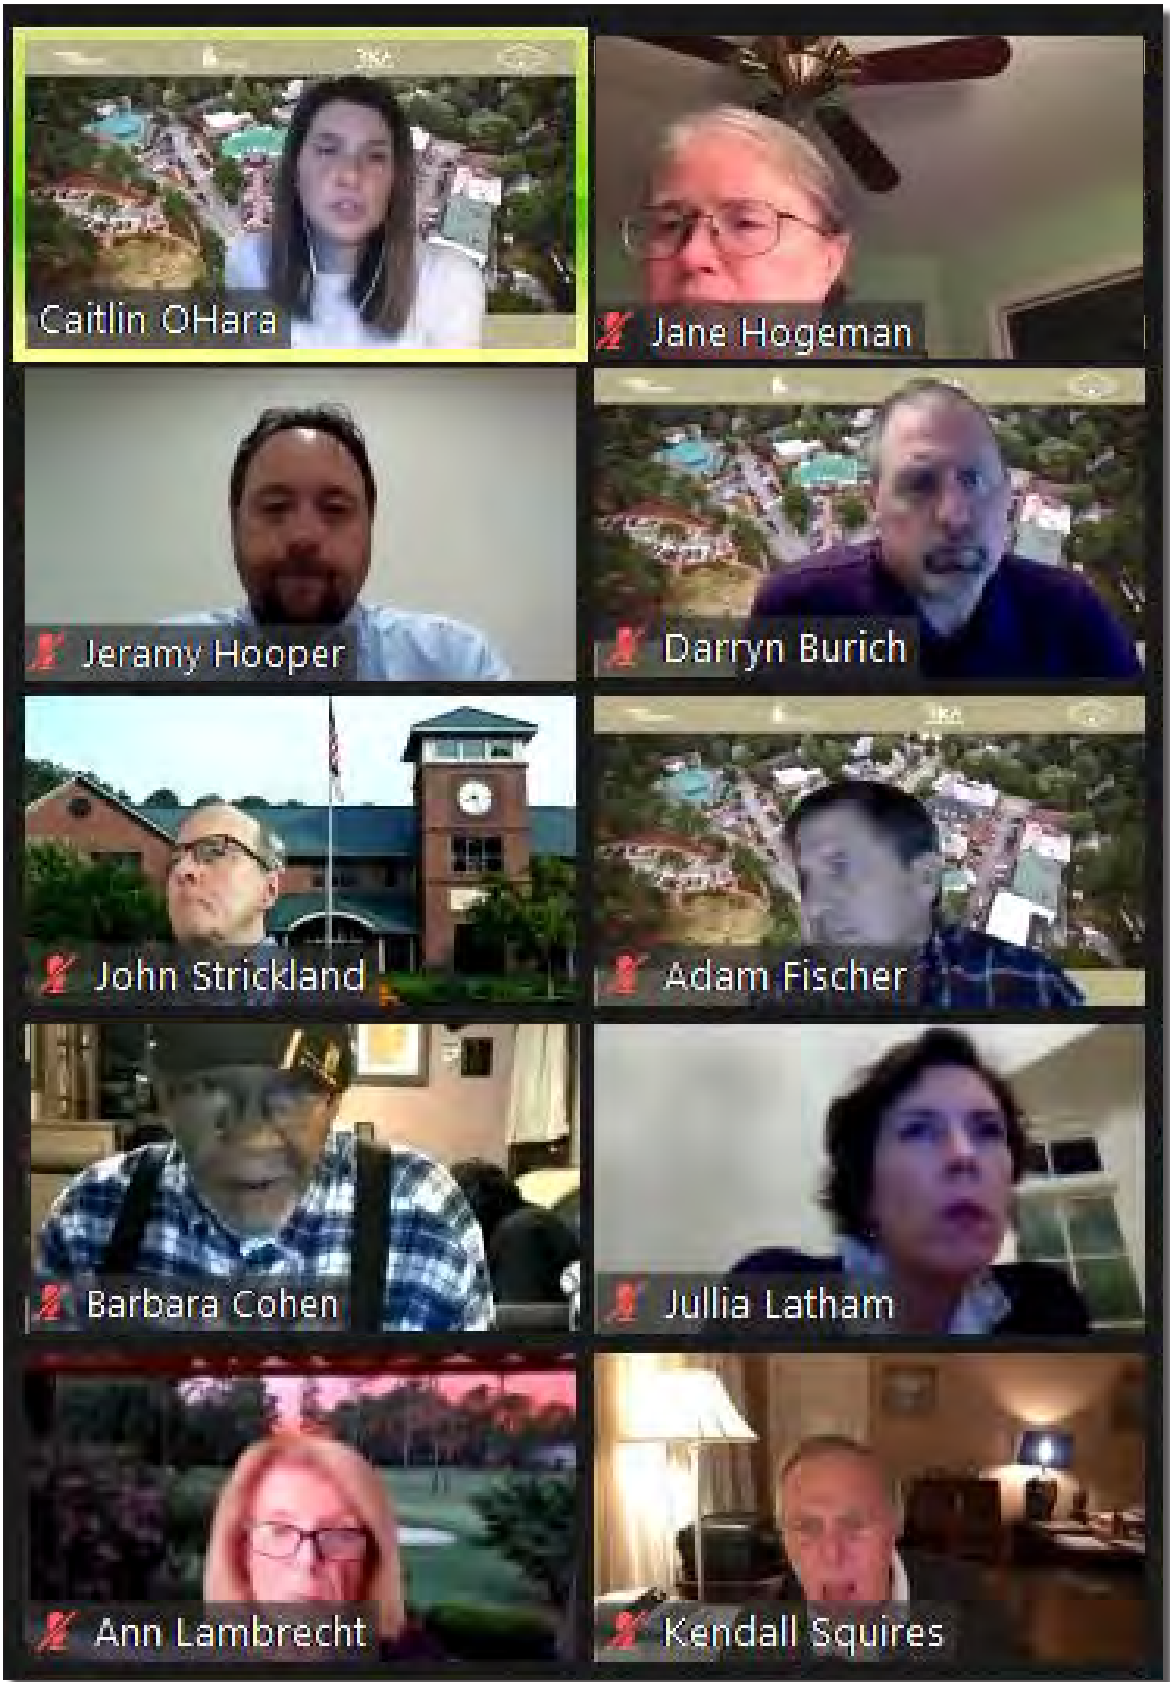 Caitlin OHara
Jane Hogeman
Jeramy Hooper
Darryn Burich
John Strickland
Adam Fischer
Barbara Cohen
Jullia Latham
Ann Lambrecht
Kendall Squires